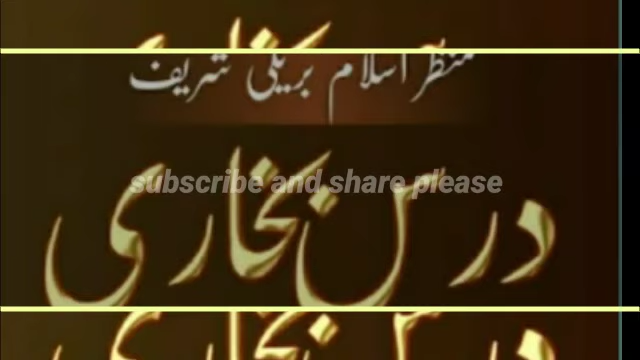 منظر اسلام بریلی شریف
درس بخاری
subscribe and share please